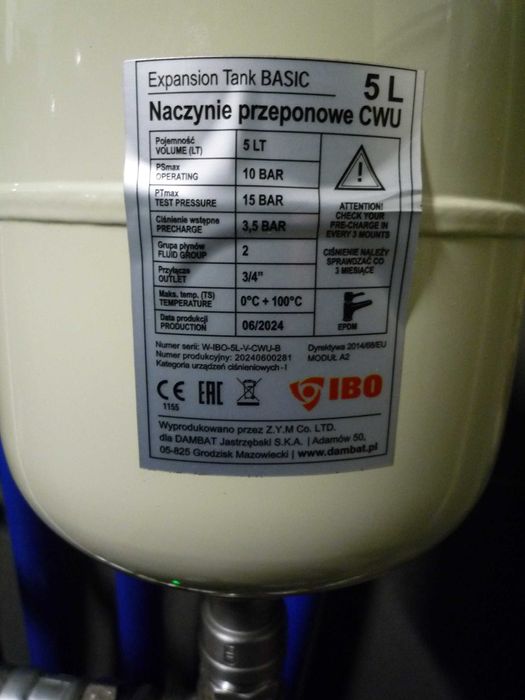 Expansion Tank BASIC 5 L
Naczynie przeponowe CWU
Pojemność
VOLUME (LT)
5 LT
PSmax
OPERATING
10 BAR
PTmax
TEST PRESSURE
15 BAR
Ciśnienie wstępne
PRECHARGE
3,5 BAR
Grupa płynów
FLUID GROUP
2
Przyłącze
OUTLET
3/4"
Maks. temp. (TS)
TEMPERATURE
0°C + 100°C
Data produkcji
PRODUCTION
06/2024
ATTENTION!
CHECK YOUR
PRE-CHARGE IN
EVERY 3 MOUNTS
CIŚNIENIE NALEŻY
SPRAWDZAĆ CO
3 MIESIĄCE
EPDM
Numer serii: W-IBO-5L-V-CWU-B
Numer produkcyjny: 20240600281
Kategoria urządzeń ciśnieniowych - I
Dyrektywa 2014/68/EU
MODUŁ A2
CE
1155
EAC
IBO
Wyprodukowano przez Z.Y.M Co. LTD.
dla DAMBAT Jastrzębski S.K.A. | Adamów 50,
05-825 Grodzisk Mazowiecki | www.dambat.pl